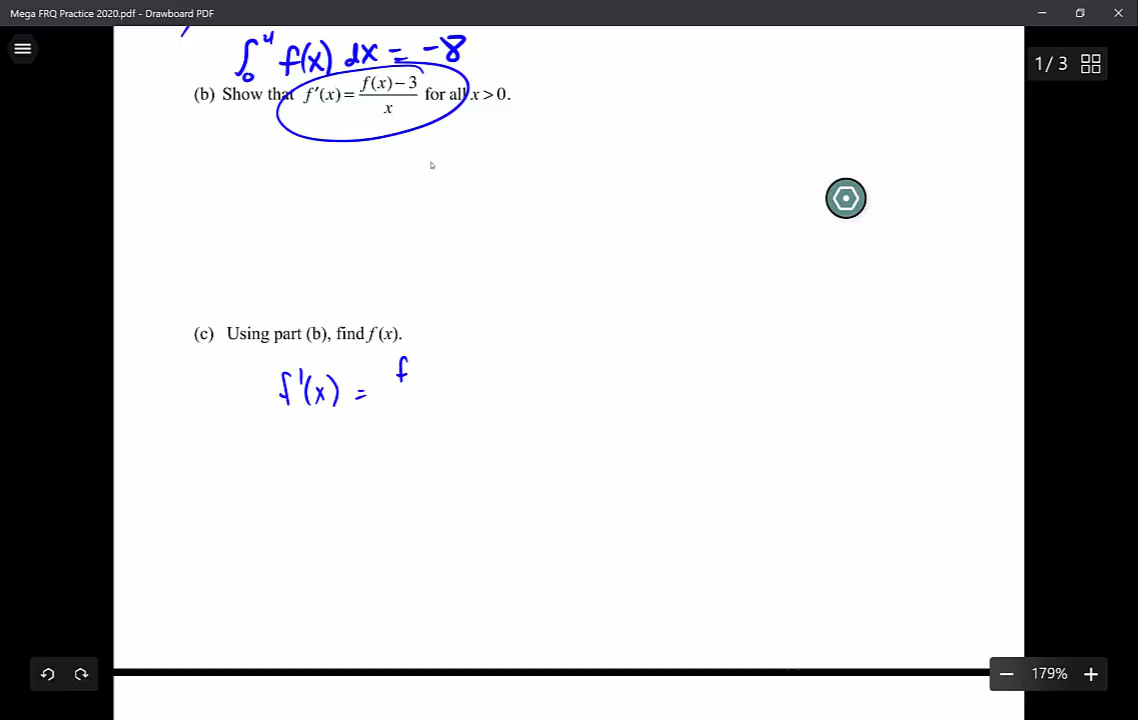 Mega FRQ Practice 2020.pdf - Drawboard PDF
∫₀⁴ f(x) dx = -8
1 / 3
(b) Show that f′(x) = (f(x) − 3)/x for all x > 0.
(c) Using part (b), find f (x).
f'(x) = f
179%